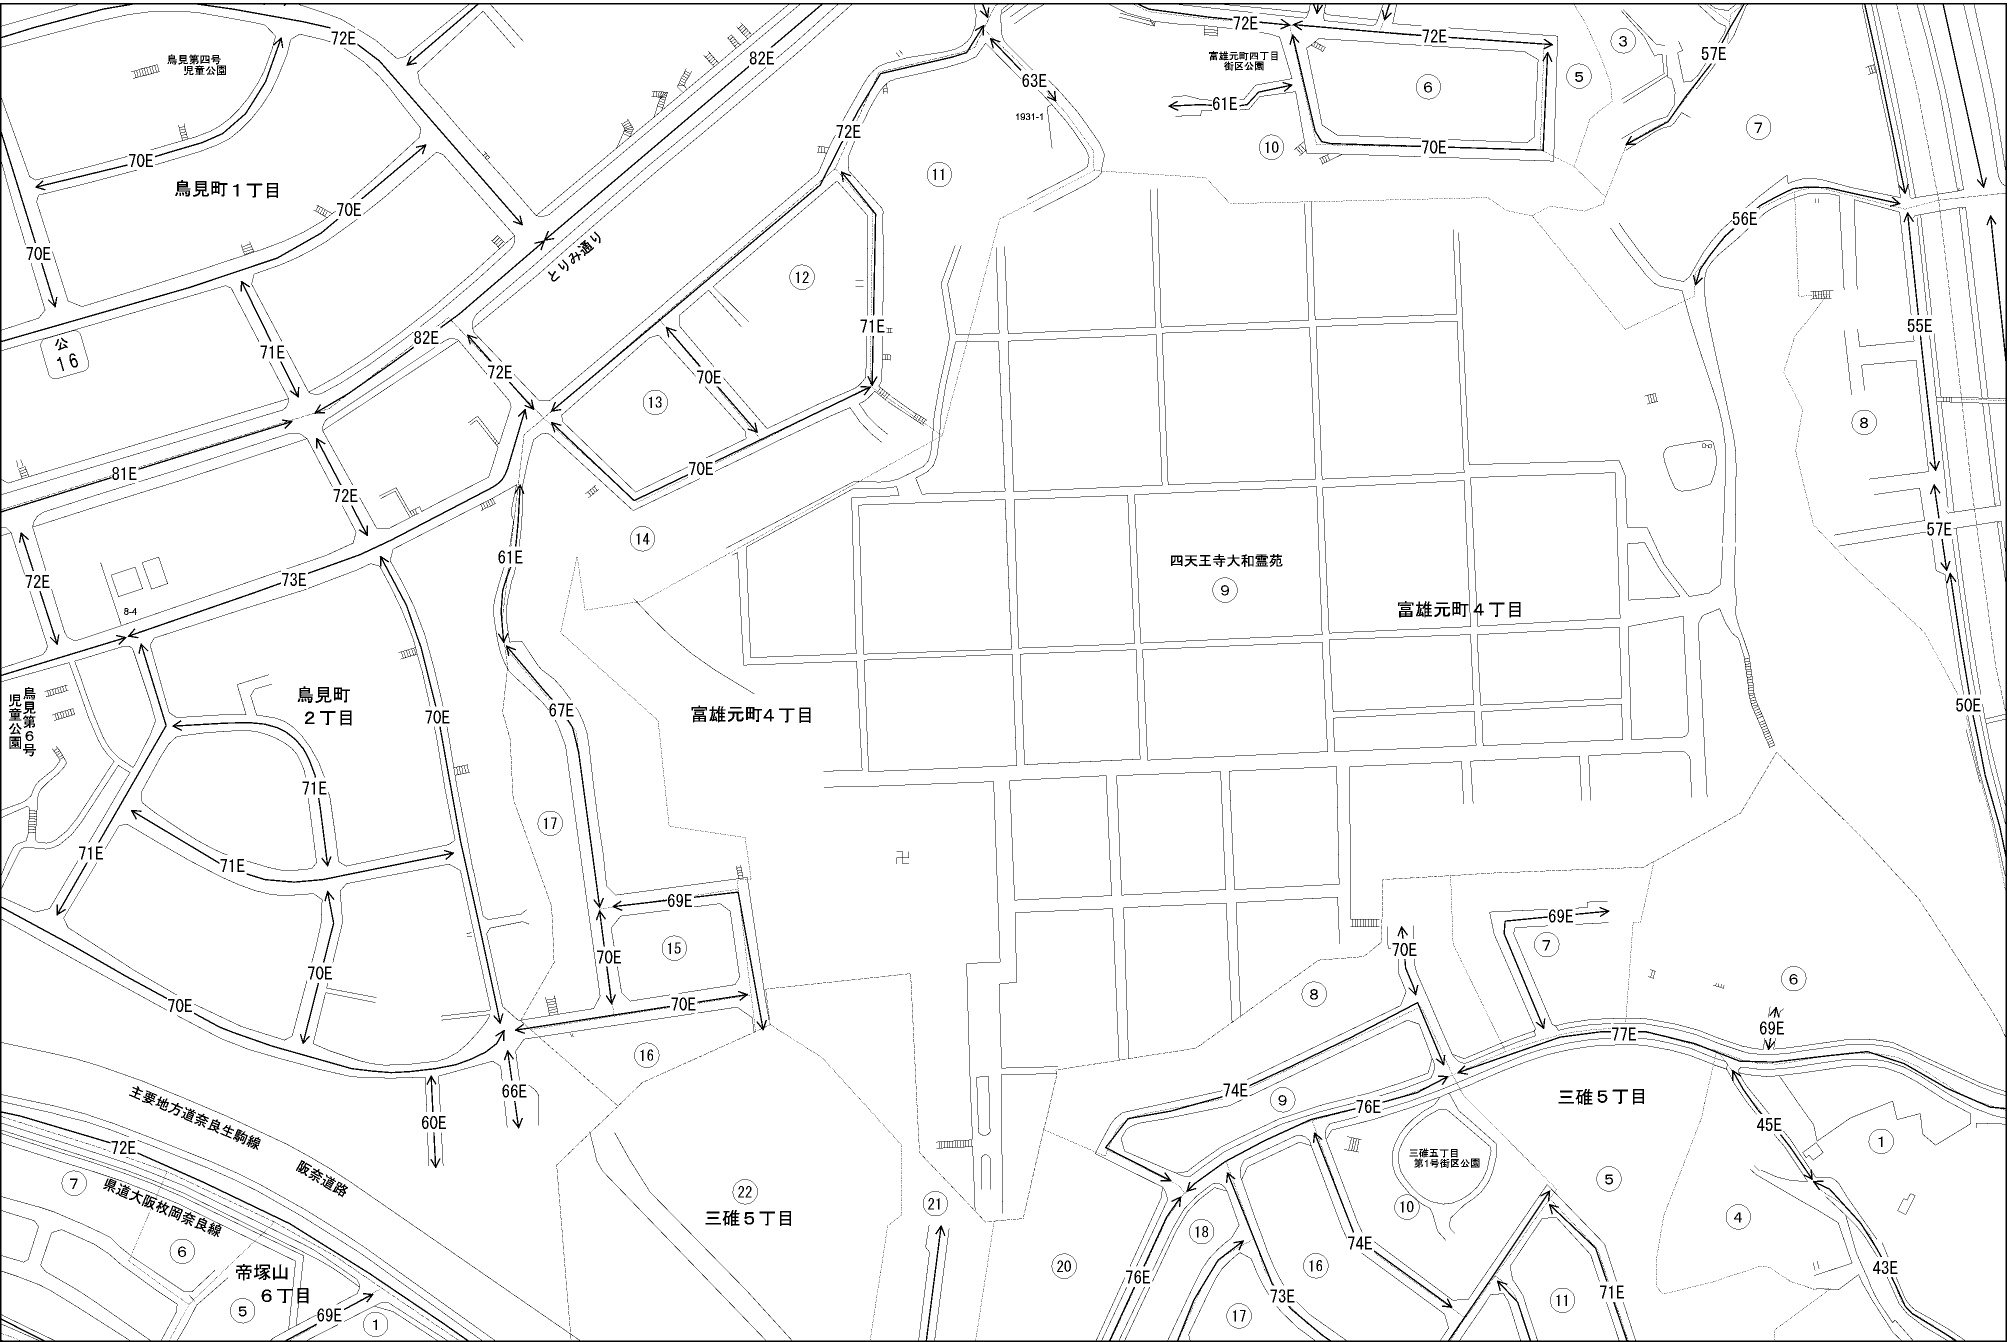 72E
82E
63E
72E
72E
3
57E
5
6
61E
富雄元町四丁目
街区公園
鳥見第四号
児童公園
1931-1
72E
70E
10
7
70E
11
鳥見町1丁目
70E
56E
70E
とりみ通り
12
71E
55E
82E
71E
72E
公
16
70E
13
8
81E
70E
72E
14
57E
61E
四天王寺大和霊苑
9
72E
73E
8-4
富雄元町4丁目
鳥見第6号
児童公園
鳥見町
2丁目
70E
67E
富雄元町4丁目
50E
71E
17
71E
71E
69E
15
69E
7
70E
70E
70E
6
8
70E
70E
69E
77E
16
66E
74E
9
三碓5丁目
76E
60E
45E
1
主要地方道奈良生駒線
72E
阪奈道路
三碓五丁目
第1号街区公園
7
県道大阪枚岡奈良線
22
三碓5丁目
21
18
10
5
4
6
74E
帝塚山
6丁目
20
76E
16
43E
5
69E
1
73E
17
11
71E